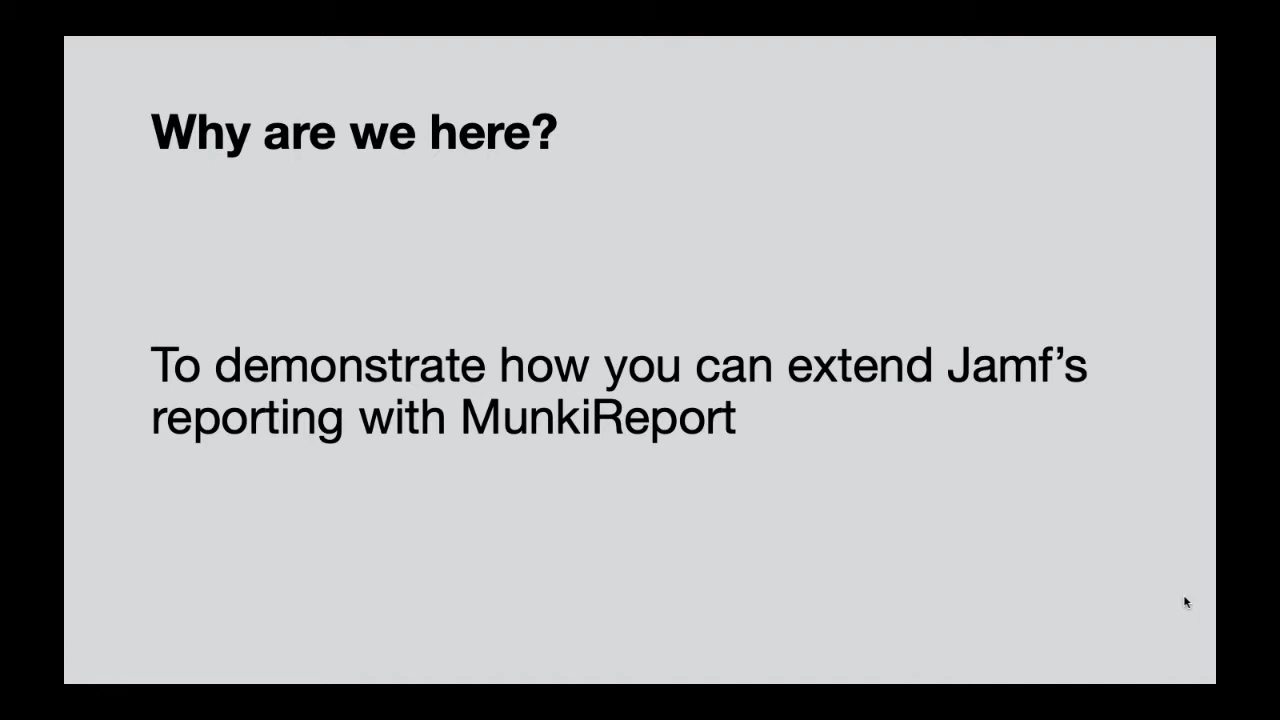 Why are we here?
To demonstrate how you can extend Jamf’s
reporting with MunkiReport